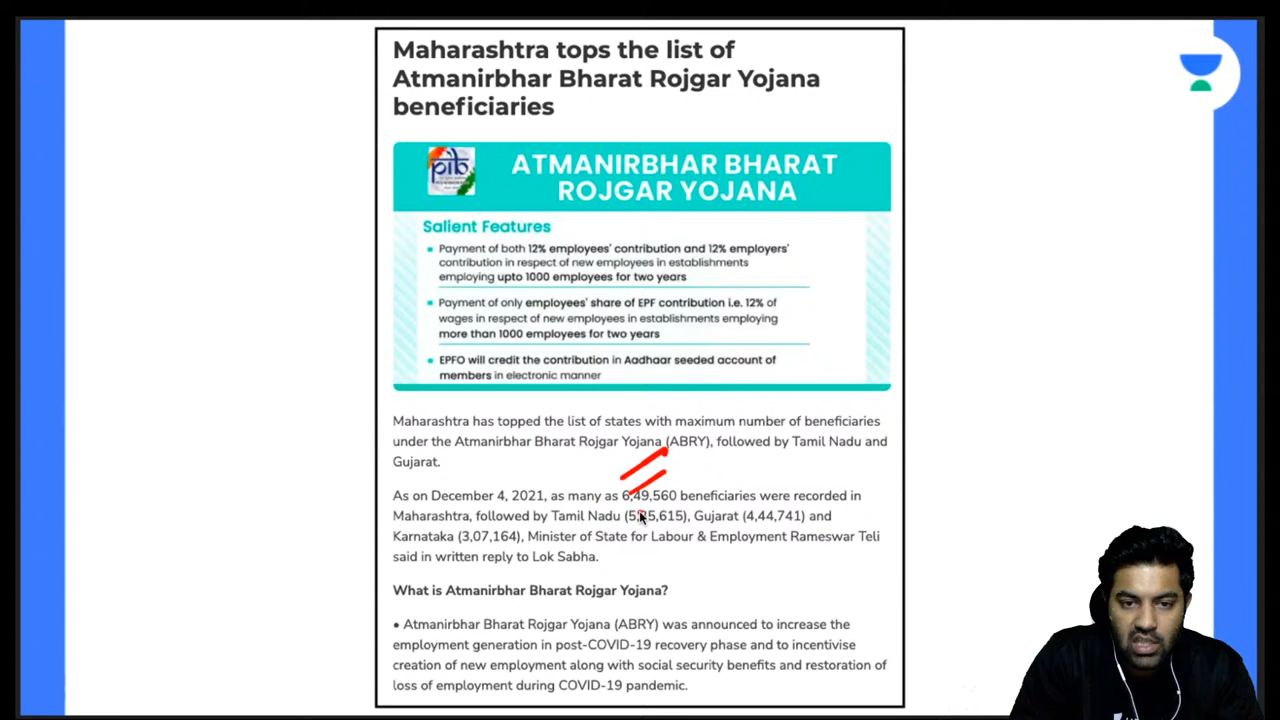 Maharashtra tops the list of
Atmanirbhar Bharat Rojgar Yojana
beneficiaries
pib
ATMANIRBHAR BHARAT
ROJGAR YOJANA
Salient Features
Payment of both 12% employees' contribution and 12% employers'
contribution in respect of new employees in establishments
employing upto 1000 employees for two years
Payment of only employees' share of EPF contribution i.e. 12% of
wages in respect of new employees in establishments employing
more than 1000 employees for two years
EPFO will credit the contribution in Aadhaar seeded account of
members in electronic manner
Maharashtra has topped the list of states with maximum number of beneficiaries
under the Atmanirbhar Bharat Rojgar Yojana (ABRY), followed by Tamil Nadu and
Gujarat.
As on December 4, 2021, as many as 6,49,560 beneficiaries were recorded in
Maharashtra, followed by Tamil Nadu Gujarat (4,44,741) and
Karnataka (3,07,164), Minister of State for Labour & Employment Rameswar Teli
said in written reply to Lok Sabha.
What is Atmanirbhar Bharat Rojgar Yojana?
• Atmanirbhar Bharat Rojgar Yojana (ABRY) was announced to increase the
employment generation in post-COVID-19 recovery phase and to incentivise
creation of new employment along with social security benefits and restoration of
loss of employment during COVID-19 pandemic.